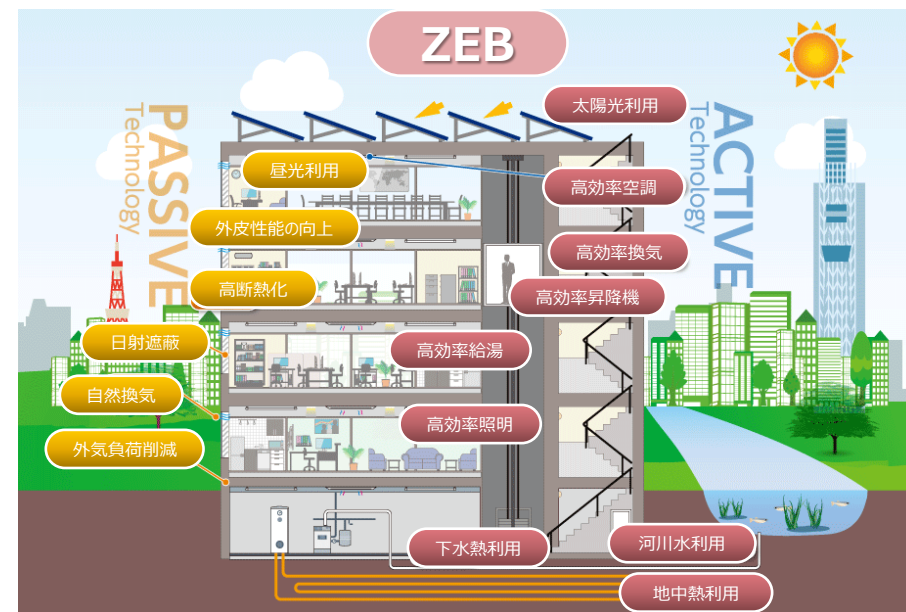 ZEB
PASSIVE
Technology
ACTIVE
Technology
太陽光利用
昼光利用
高効率空調
外皮性能の向上
高効率換気
高断熱化
高効率昇降機
日射遮蔽
高効率給湯
自然換気
高効率照明
外気負荷削減
下水熱利用
河川水利用
地中熱利用